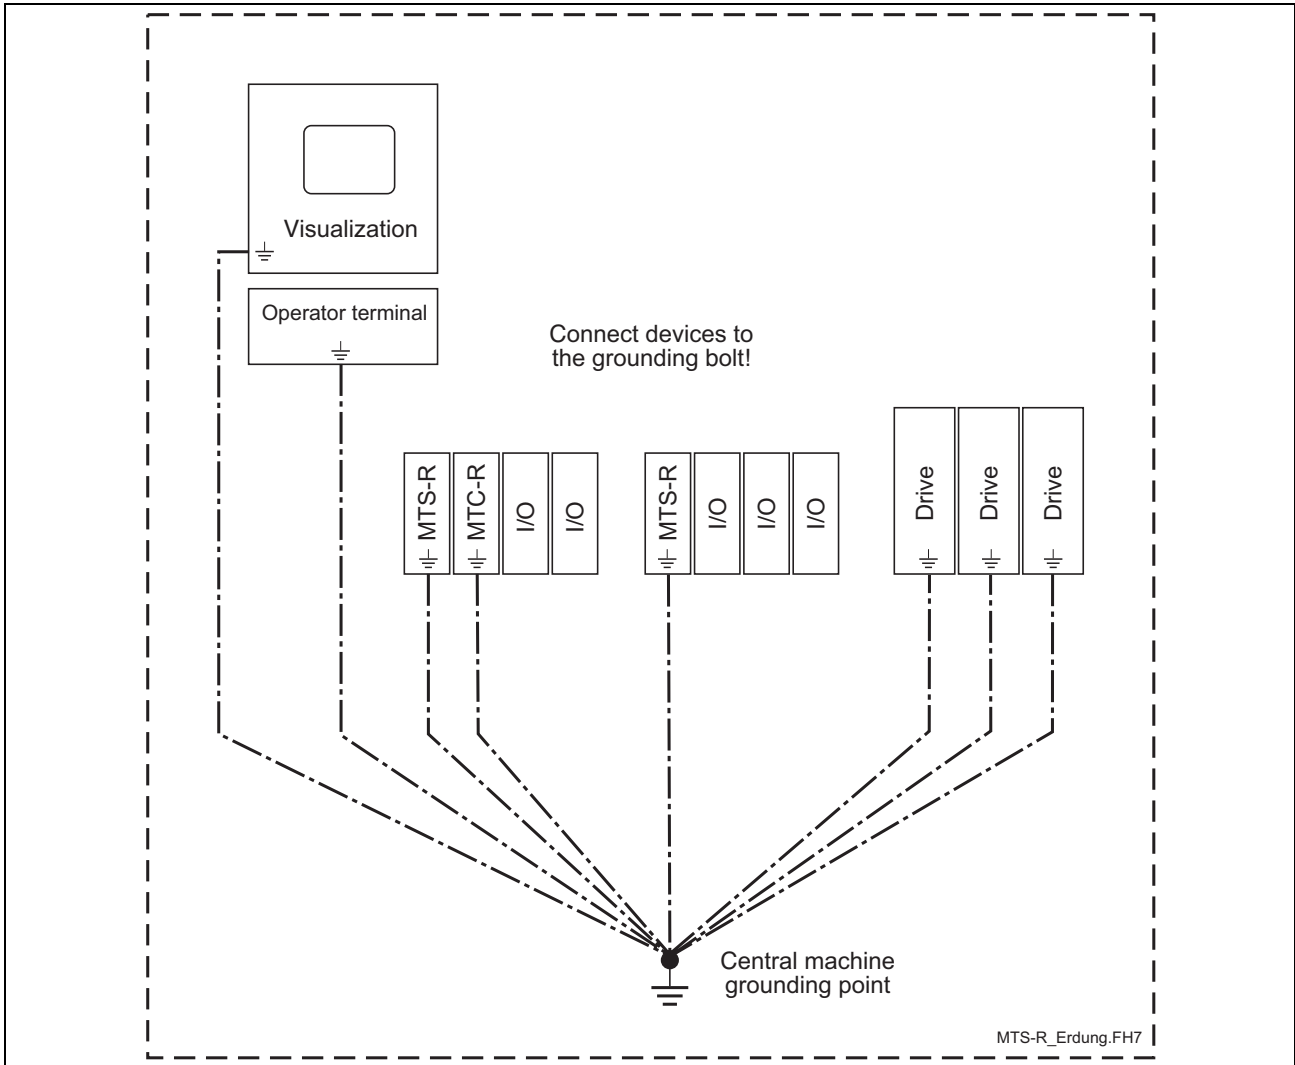 Visualization
Operator terminal
Connect devices to
the grounding bolt!
MTS-R
MTC-R
I/O
I/O
MTS-R
I/O
I/O
I/O
Drive
Drive
Drive
Central machine
grounding point
MTS-R_Erdung.FH7